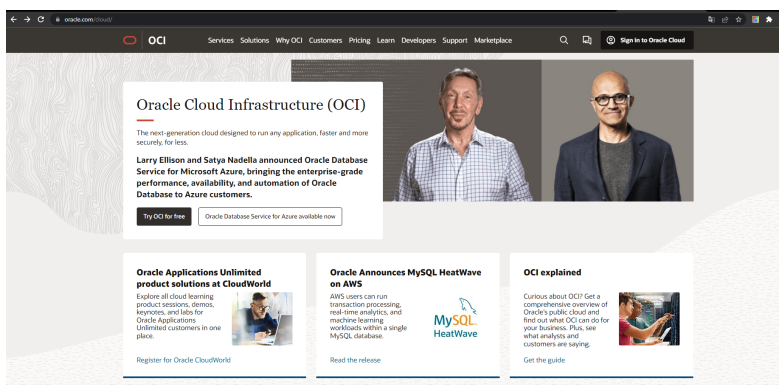 oracle.com/cloud/
OCI
Services Solutions Why OCI Customers Pricing Learn Developers Support Marketplace
Sign in to Oracle Cloud
Oracle Cloud Infrastructure (OCI)
The next-generation cloud designed to run any application, faster and more
securely, for less.
Larry Ellison and Satya Nadella announced Oracle Database
Service for Microsoft Azure, bringing the enterprise-grade
performance, availability, and automation of Oracle
Database to Azure customers.
Try OCI for free
Oracle Database Service for Azure available now
Oracle Applications Unlimited
product solutions at CloudWorld
Explore all cloud learning
product sessions, demos,
keynotes, and labs for
Oracle Applications
Unlimited customers in one
place.
Register for Oracle CloudWorld
Oracle Announces MySQL HeatWave
on AWS
AWS users can run
transaction processing,
real-time analytics, and
machine learning
workloads within a single
MySQL database.
MySQL
HeatWave
Read the release
OCI explained
Curious about OCI? Get a
comprehensive overview of
Oracle's public cloud and
find out what OCI can do for
your business. Plus, see
what analysts and
customers are saying.
Get the guide